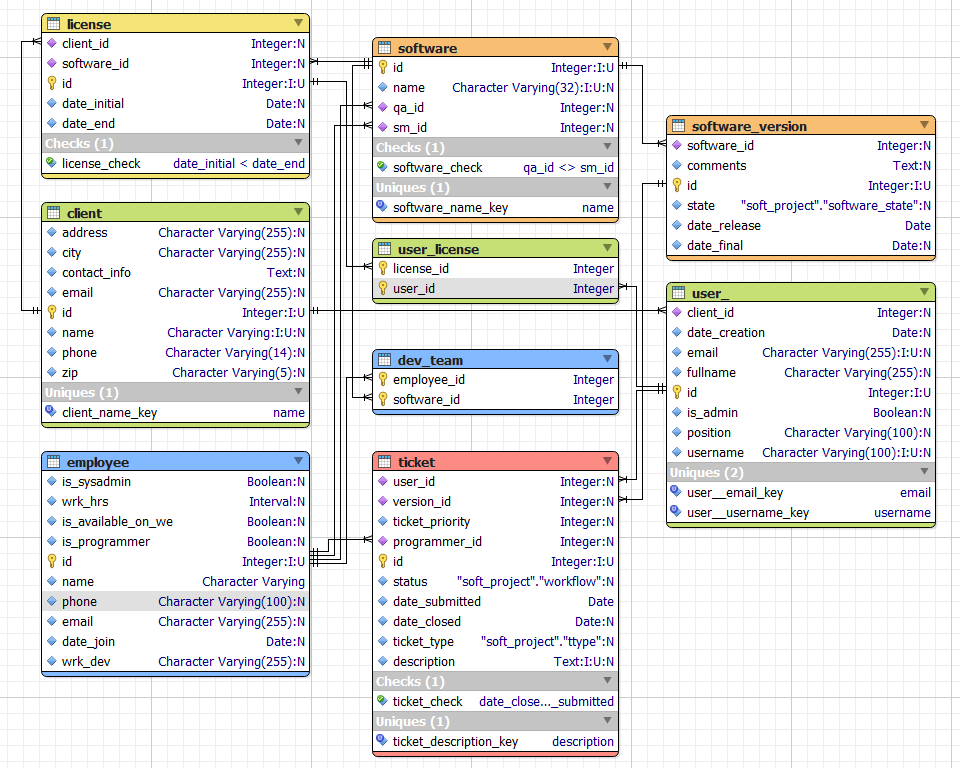 license
client_id Integer:N
software_id Integer:N
id Integer:I:U
date_initial Date:N
date_end Date:N
Checks (1)
license_check date_initial < date_end
client
address Character Varying(255):N
city Character Varying(255):N
contact_info Text:N
email Character Varying(255):N
id Integer:I:U
name Character Varying:I:U:N
phone Character Varying(14):N
zip Character Varying(5):N
Uniques (1)
client_name_key name
employee
is_sysadmin Boolean:N
wrk_hrs Interval:N
is_available_on_we Boolean:N
is_programmer Boolean:N
id Integer:I:U
name Character Varying
phone Character Varying(100):N
email Character Varying(255):N
date_join Date:N
wrk_dev Character Varying(255):N
software
id Integer:I:U
name Character Varying(32):I:U:N
qa_id Integer:N
sm_id Integer:N
Checks (1)
software_check qa_id <> sm_id
Uniques (1)
software_name_key name
user_license
license_id Integer
user_id Integer
dev_team
employee_id Integer
software_id Integer
ticket
user_id Integer:N
version_id Integer:N
ticket_priority Integer:N
programmer_id Integer:N
id Integer:I:U
status "soft_project"."workflow":N
date_submitted Date
date_closed Date:N
ticket_type "soft_project"."ttype":N
description Text:I:U:N
Checks (1)
ticket_check date_close..._submitted
Uniques (1)
ticket_description_key description
software_version
software_id Integer:N
comments Text:N
id Integer:I:U
state "soft_project"."software_state":N
date_release Date
date_final Date:N
user_
client_id Integer:N
date_creation Date:N
email Character Varying(255):I:U:N
fullname Character Varying(255):N
id Integer:I:U
is_admin Boolean:N
position Character Varying(100):N
username Character Varying(100):I:U:N
Uniques (2)
user__email_key email
user__username_key username